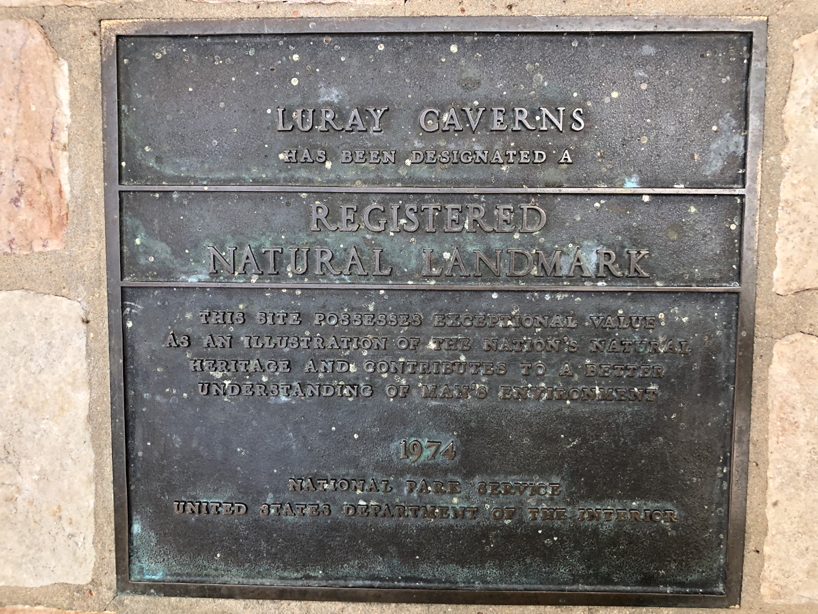 LURAY CAVERNS
HAS BEEN DESIGNATED A
REGISTERED
NATURAL LANDMARK
THIS SITE POSSESSES EXCEPTIONAL VALUE
AS AN ILLUSTRATION OF THE NATION'S NATURAL
HERITAGE AND CONTRIBUTES TO A BETTER
UNDERSTANDING OF MAN'S ENVIRONMENT
1974
NATIONAL PARK SERVICE
UNITED STATES DEPARTMENT OF THE INTERIOR